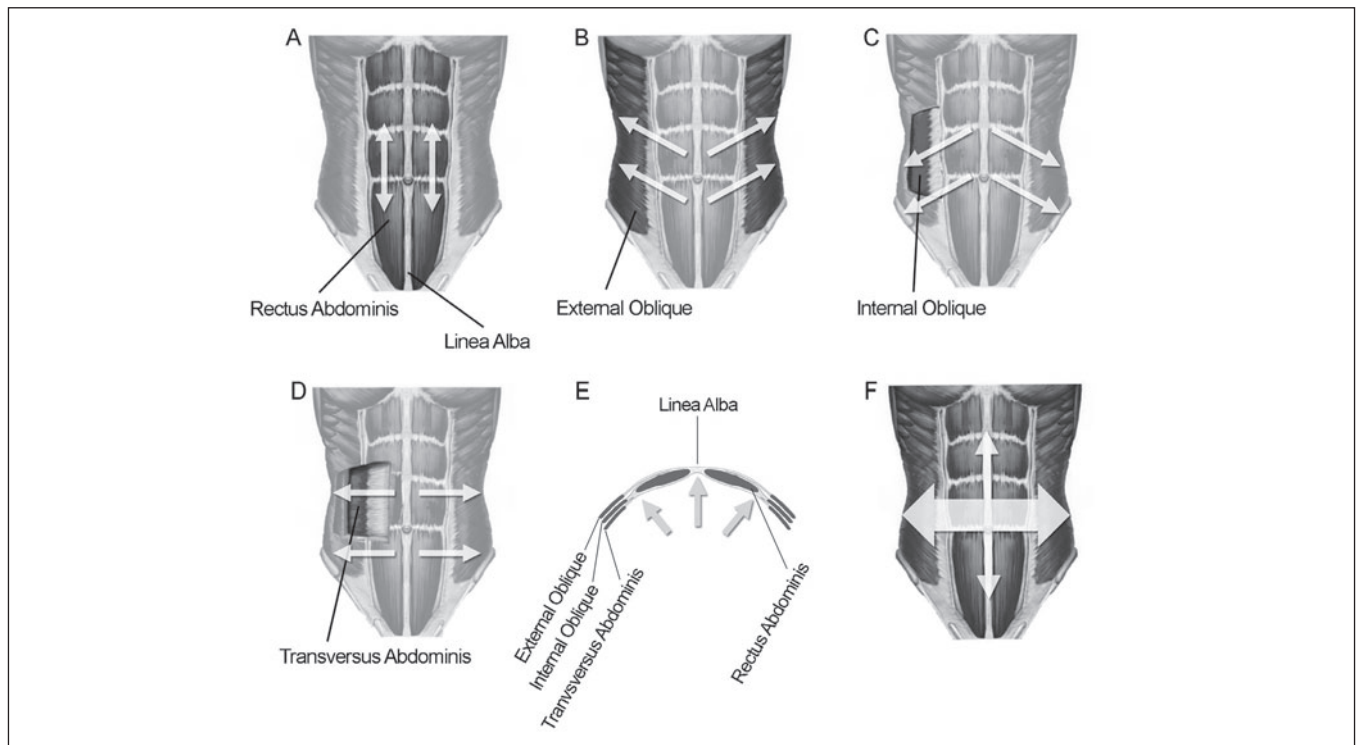 A
B
C
Rectus Abdominis
Linea Alba
External Oblique
Internal Oblique
D
E
F
Linea Alba
External Oblique
Internal Oblique
Tranvsversus Abdominis
Rectus Abdominis
Transversus Abdominis